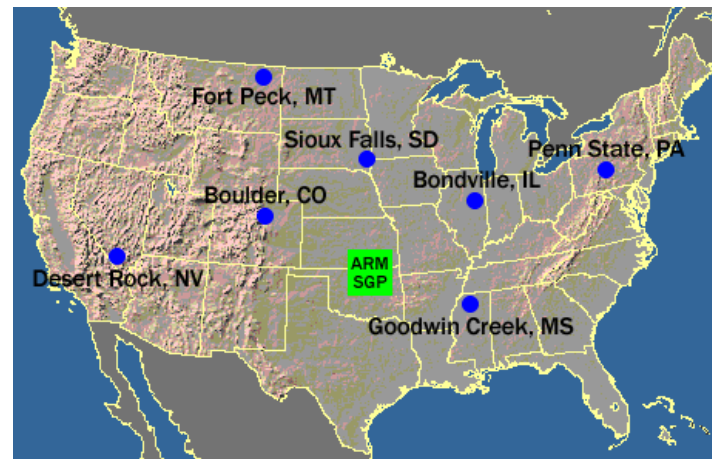 Fort Peck, MT
Sioux Falls, SD
Penn State, PA
Boulder, CO
Bondville, IL
Desert Rock, NV
ARM
SGP
Goodwin Creek, MS